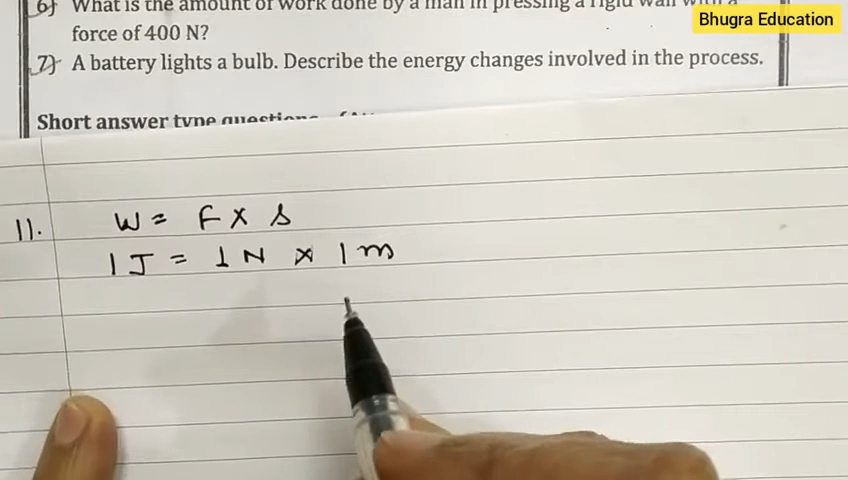 6) What is the amount of work done by a man in pressing a rigid wall with a
Bhugra Education
force of 400 N?
7) A battery lights a bulb. Describe the energy changes involved in the process.
Short answer type questions
11. W = F × s
1 J = 1 N × 1 m